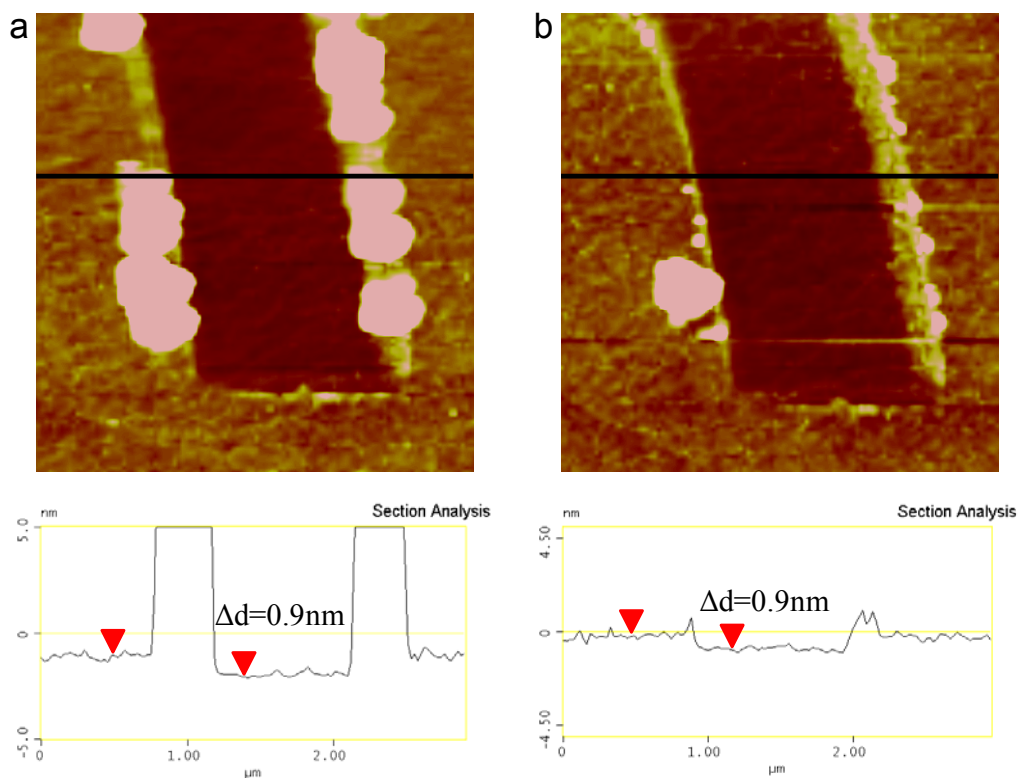 a
b
nm
Section Analysis
5.0
0
-5.0
Δd=0.9nm
0
1.00
2.00
µm
nm
Section Analysis
4.50
0
-4.50
Δd=0.9nm
0
1.00
2.00
µm